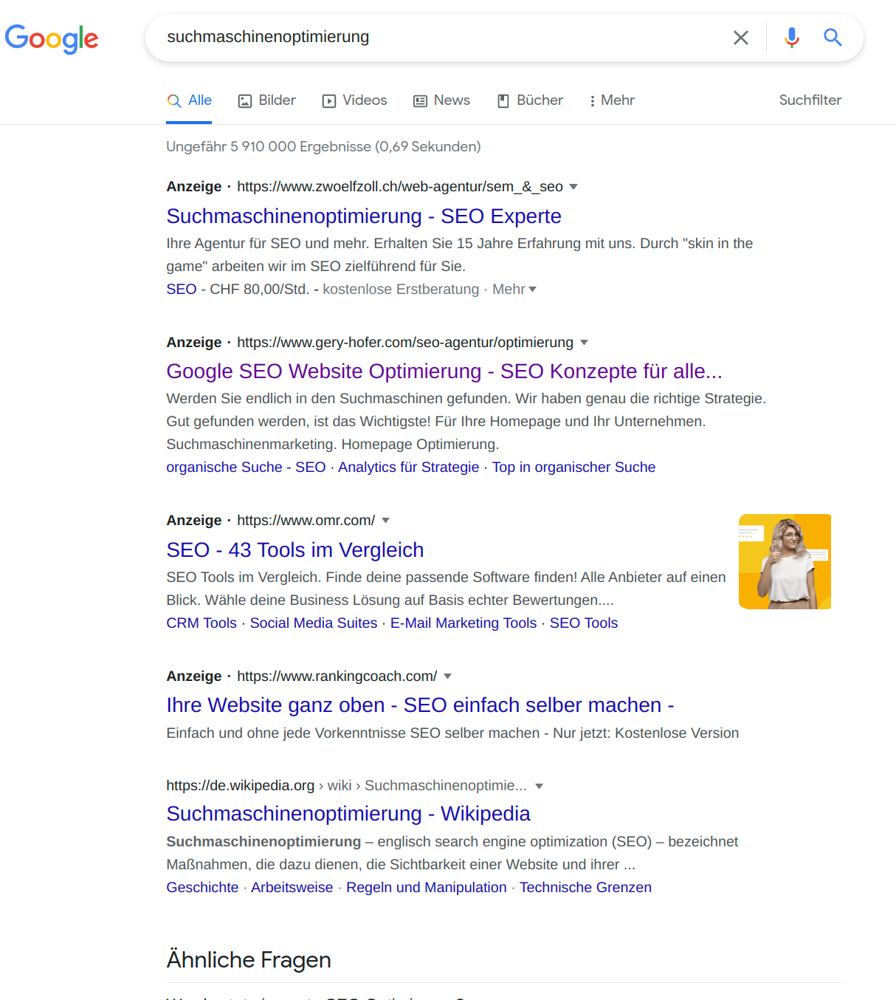 Google
suchmaschinenoptimierung
Alle Bilder Videos News Bücher Mehr Suchfilter
Ungefähr 5 910 000 Ergebnisse (0,69 Sekunden)
Anzeige · https://www.zwoelfzoll.ch/web-agentur/sem_&_seo
Suchmaschinenoptimierung - SEO Experte
Ihre Agentur für SEO und mehr. Erhalten Sie 15 Jahre Erfahrung mit uns. Durch "skin in the
game" arbeiten wir im SEO zielführend für Sie.
SEO - CHF 80,00/Std. - kostenlose Erstberatung · Mehr
Anzeige · https://www.gery-hofer.com/seo-agentur/optimierung
Google SEO Website Optimierung - SEO Konzepte für alle...
Werden Sie endlich in den Suchmaschinen gefunden. Wir haben genau die richtige Strategie.
Gut gefunden werden, ist das Wichtigste! Für Ihre Homepage und Ihr Unternehmen.
Suchmaschinenmarketing. Homepage Optimierung.
organische Suche - SEO · Analytics für Strategie · Top in organischer Suche
Anzeige · https://www.omr.com/
SEO - 43 Tools im Vergleich
SEO Tools im Vergleich. Finde deine passende Software finden! Alle Anbieter auf einen
Blick. Wähle deine Business Lösung auf Basis echter Bewertungen....
CRM Tools · Social Media Suites · E-Mail Marketing Tools · SEO Tools
Anzeige · https://www.rankingcoach.com/
Ihre Website ganz oben - SEO einfach selber machen -
Einfach und ohne jede Vorkenntnisse SEO selber machen - Nur jetzt: Kostenlose Version
https://de.wikipedia.org › wiki › Suchmaschinenoptimie...
Suchmaschinenoptimierung - Wikipedia
Suchmaschinenoptimierung – englisch search engine optimization (SEO) – bezeichnet
Maßnahmen, die dazu dienen, die Sichtbarkeit einer Website und ihrer ...
Geschichte · Arbeitsweise · Regeln und Manipulation · Technische Grenzen
Ähnliche Fragen